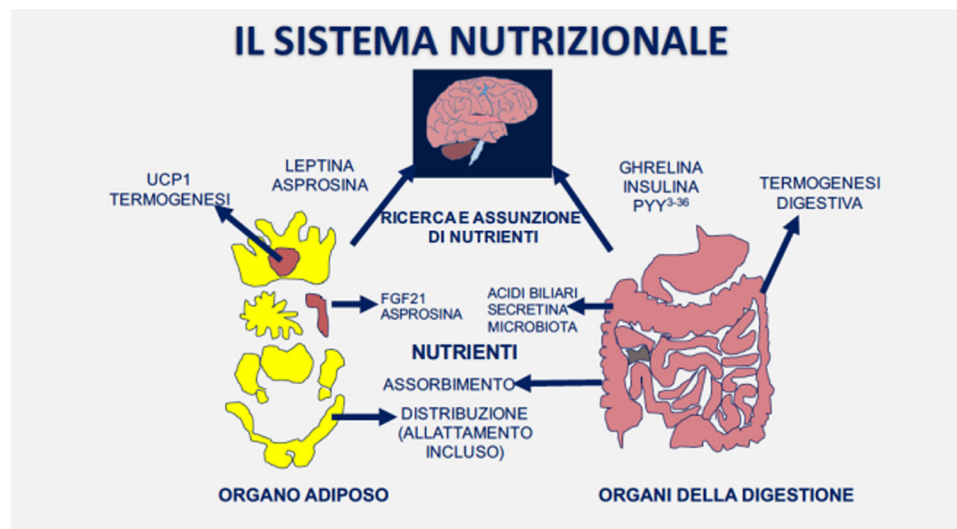 IL SISTEMA NUTRIZIONALE
UCP1
TERMOGENESI
LEPTINA
ASPROSINA
GHRELINA
INSULINA
PYY³⁻³⁶
TERMOGENESI
DIGESTIVA
RICERCA E ASSUNZIONE
DI NUTRIENTI
FGF21
ASPROSINA
ACIDI BILIARI
SECRETINA
MICROBIOTA
NUTRIENTI
ASSORBIMENTO
DISTRIBUZIONE
(ALLATTAMENTO
INCLUSO)
ORGANO ADIPOSO
ORGANI DELLA DIGESTIONE